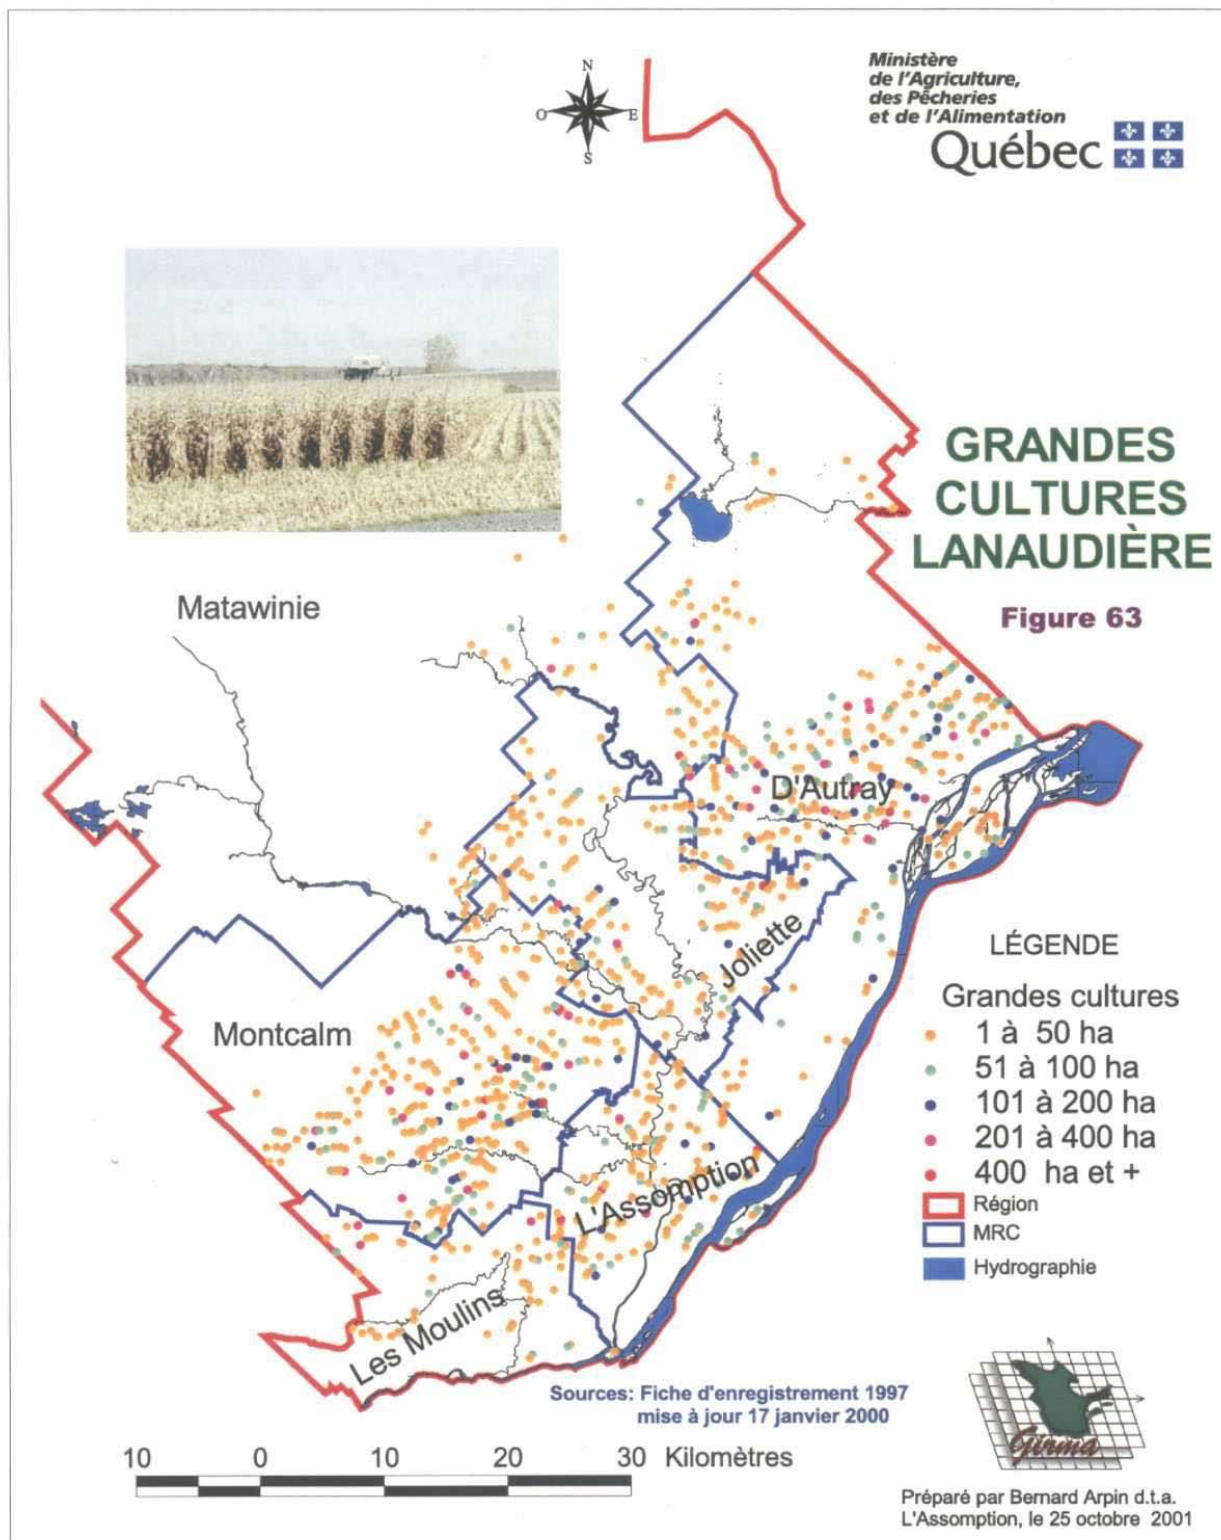 Ministère
de l'Agriculture,
des Pêcheries
et de l'Alimentation
Québec
N
O
E
S
GRANDES
CULTURES
LANAUDIÈRE
Figure 63
Matawinie
D'Autray
Joliette
Montcalm
L'Assomption
Les Moulins
LÉGENDE
Grandes cultures
1 à 50 ha
51 à 100 ha
101 à 200 ha
201 à 400 ha
400 ha et +
Région
MRC
Hydrographie
Sources: Fiche d'enregistrement 1997
mise à jour 17 janvier 2000
10 0 10 20 30 Kilomètres
Girma
Préparé par Bernard Arpin d.t.a.
L'Assomption, le 25 octobre 2001